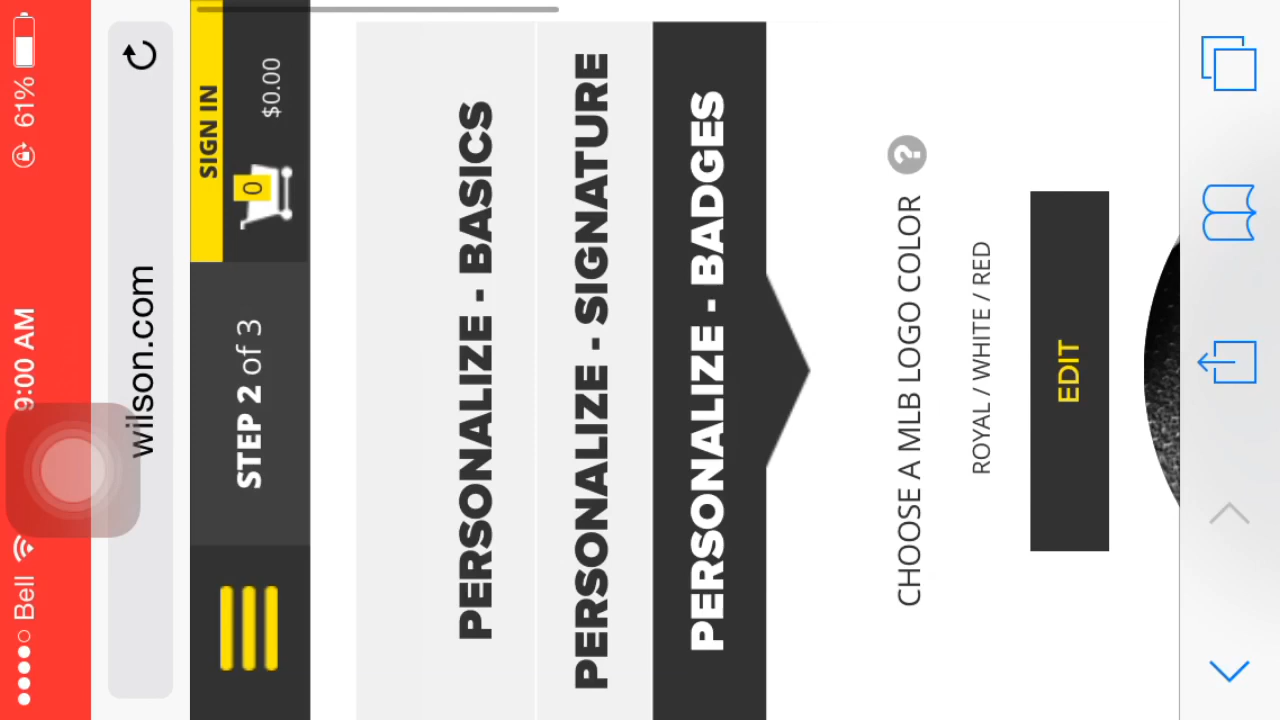 Bell 9:00 AM 61%
wilson.com
STEP 2 of 3
SIGN IN
0 $0.00
PERSONALIZE - BASICS
PERSONALIZE - SIGNATURE
PERSONALIZE - BADGES
CHOOSE A MLB LOGO COLOR ?
ROYAL / WHITE / RED
EDIT